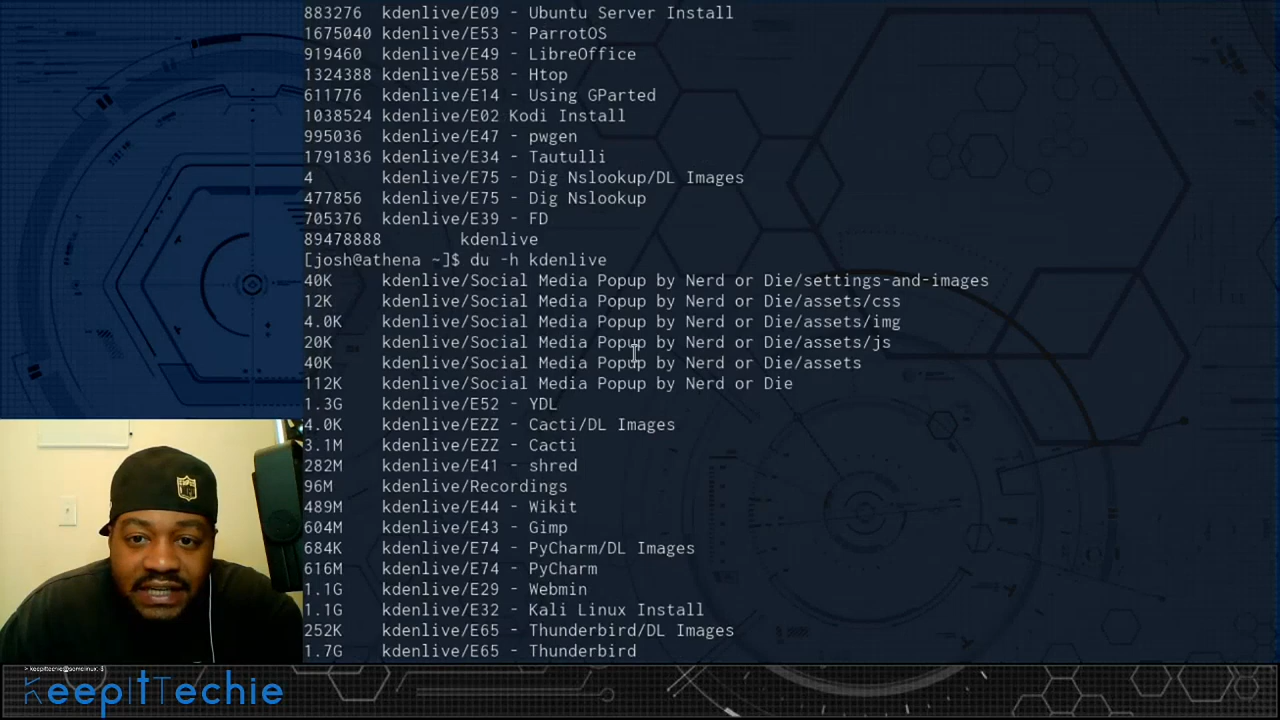 883276 kdenlive/E09 - Ubuntu Server Install
1675040 kdenlive/E53 - ParrotOS
919460 kdenlive/E49 - LibreOffice
1324388 kdenlive/E58 - Htop
611776 kdenlive/E14 - Using GParted
1038524 kdenlive/E02 Kodi Install
995036 kdenlive/E47 - pwgen
1791836 kdenlive/E34 - Tautulli
4 kdenlive/E75 - Dig Nslookup/DL Images
477856 kdenlive/E75 - Dig Nslookup
705376 kdenlive/E39 - FD
89478888 kdenlive
[josh@athena ~]$ du -h kdenlive
40K kdenlive/Social Media Popup by Nerd or Die/settings-and-images
12K kdenlive/Social Media Popup by Nerd or Die/assets/css
4.0K kdenlive/Social Media Popup by Nerd or Die/assets/img
20K kdenlive/Social Media Popup by Nerd or Die/assets/js
40K kdenlive/Social Media Popup by Nerd or Die/assets
112K kdenlive/Social Media Popup by Nerd or Die
1.3G kdenlive/E52 - YDL
4.0K kdenlive/EZZ - Cacti/DL Images
3.1M kdenlive/EZZ - Cacti
282M kdenlive/E41 - shred
96M kdenlive/Recordings
489M kdenlive/E44 - Wikit
604M kdenlive/E43 - Gimp
684K kdenlive/E74 - PyCharm/DL Images
616M kdenlive/E74 - PyCharm
1.1G kdenlive/E29 - Webmin
1.1G kdenlive/E32 - Kali Linux Install
252K kdenlive/E65 - Thunderbird/DL Images
1.7G kdenlive/E65 - Thunderbird
> keepittechie@somelinux:~$
KeepItTechie